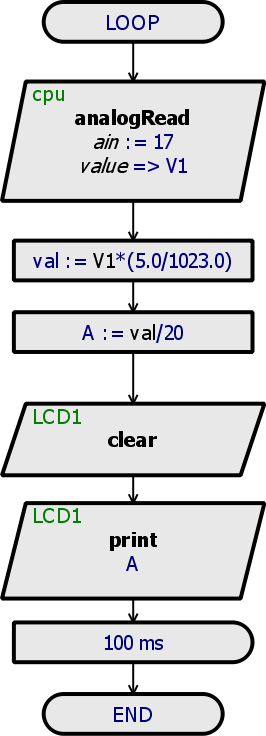 LOOP
cpu
analogRead
ain := 17
value => V1
val := V1*(5.0/1023.0)
A := val/20
LCD1
clear
LCD1
print
A
100 ms
END